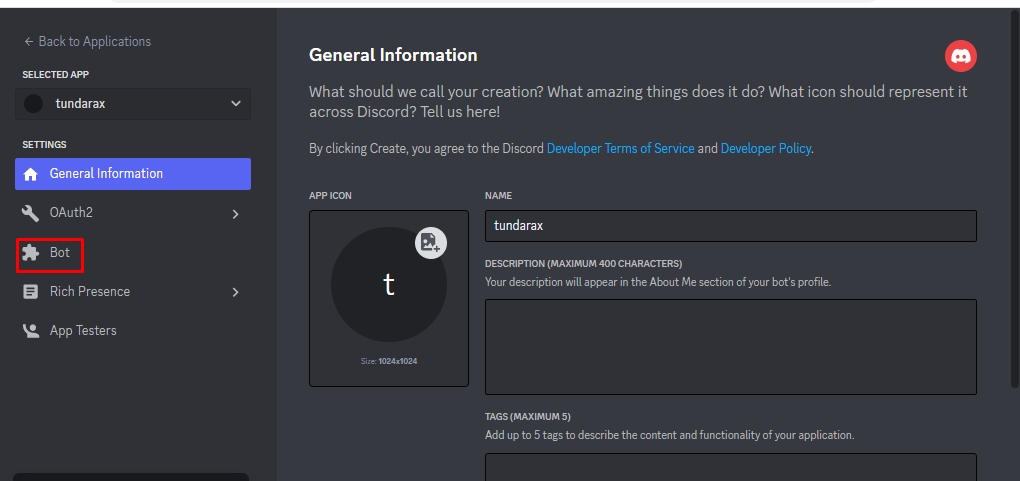 ← Back to Applications
SELECTED APP
tundarax
SETTINGS
General Information
OAuth2
Bot
Rich Presence
App Testers
General Information
What should we call your creation? What amazing things does it do? What icon should represent it
across Discord? Tell us here!
By clicking Create, you agree to the Discord Developer Terms of Service and Developer Policy.
APP ICON
t
Size: 1024x1024
NAME
tundarax
DESCRIPTION (MAXIMUM 400 CHARACTERS)
Your description will appear in the About Me section of your bot's profile.
TAGS (MAXIMUM 5)
Add up to 5 tags to describe the content and functionality of your application.